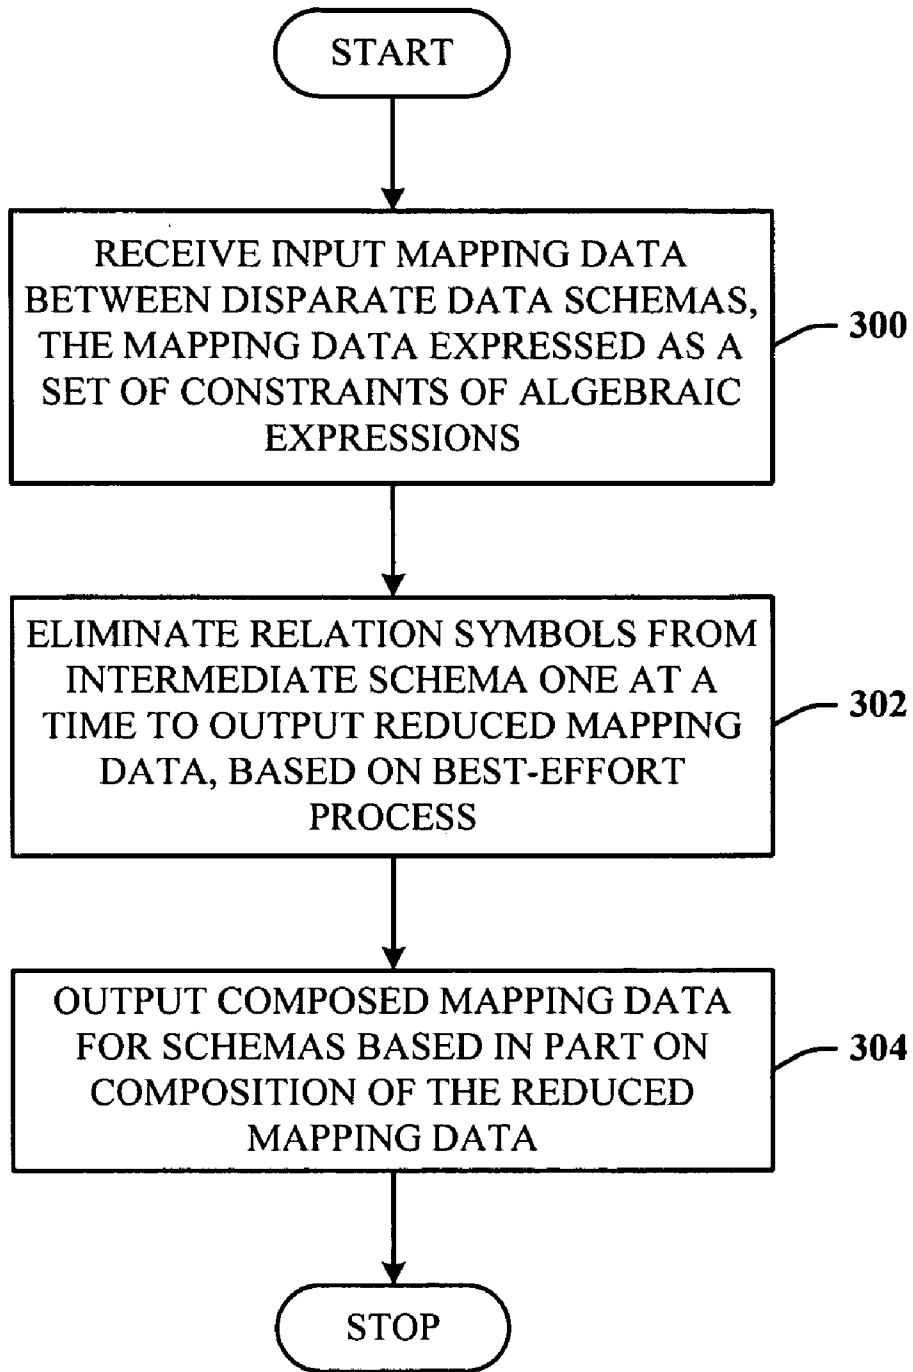 START
RECEIVE INPUT MAPPING DATA
BETWEEN DISPARATE DATA SCHEMAS,
THE MAPPING DATA EXPRESSED AS A
SET OF CONSTRAINTS OF ALGEBRAIC
EXPRESSIONS
300
ELIMINATE RELATION SYMBOLS FROM
INTERMEDIATE SCHEMA ONE AT A
TIME TO OUTPUT REDUCED MAPPING
DATA, BASED ON BEST-EFFORT
PROCESS
302
OUTPUT COMPOSED MAPPING DATA
FOR SCHEMAS BASED IN PART ON
COMPOSITION OF THE REDUCED
MAPPING DATA
304
STOP